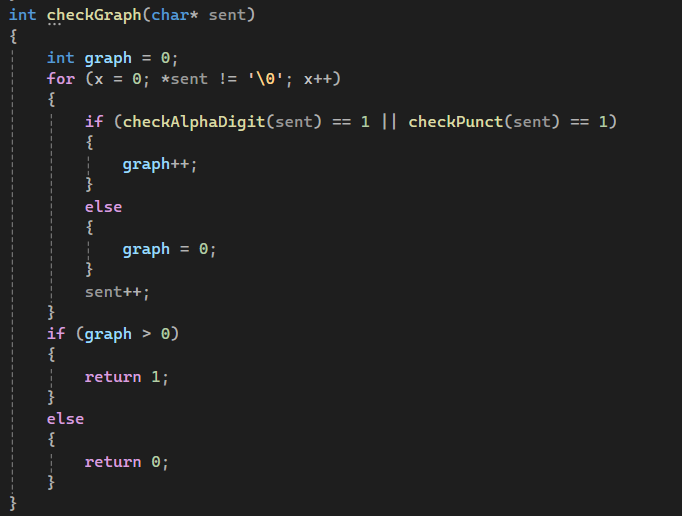 int checkGraph(char* sent)
{
int graph = 0;
for (x = 0; *sent != '\0'; x++)
{
if (checkAlphaDigit(sent) == 1 || checkPunct(sent) == 1)
{
graph++;
}
else
{
graph = 0;
}
sent++;
}
if (graph > 0)
{
return 1;
}
else
{
return 0;
}
}